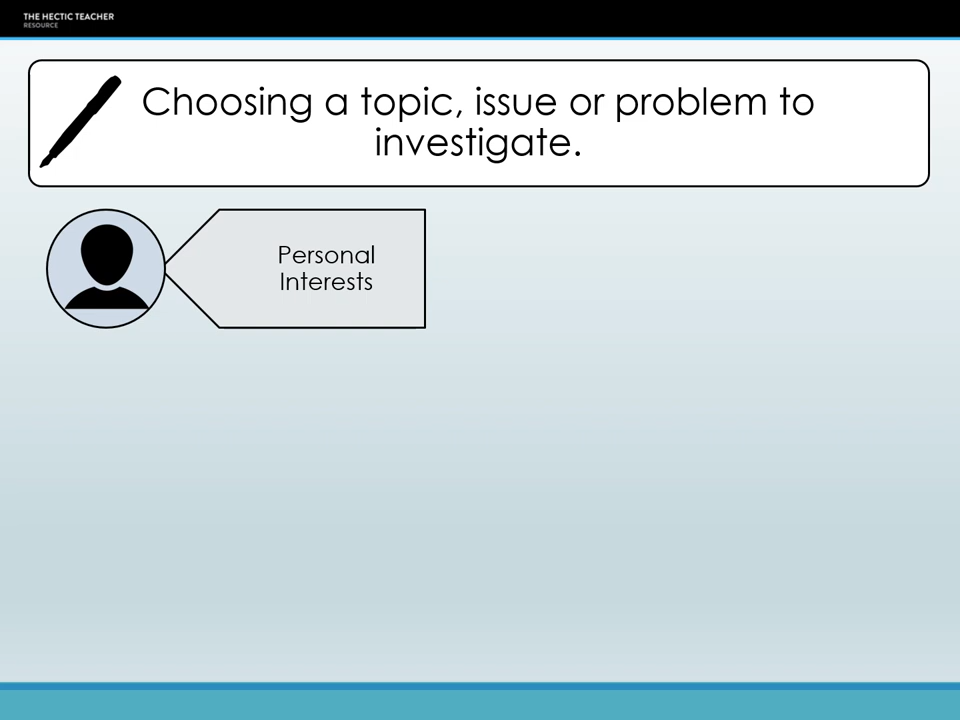 THE HECTIC TEACHER
RESOURCE
Choosing a topic, issue or problem to
investigate.
Personal
Interests